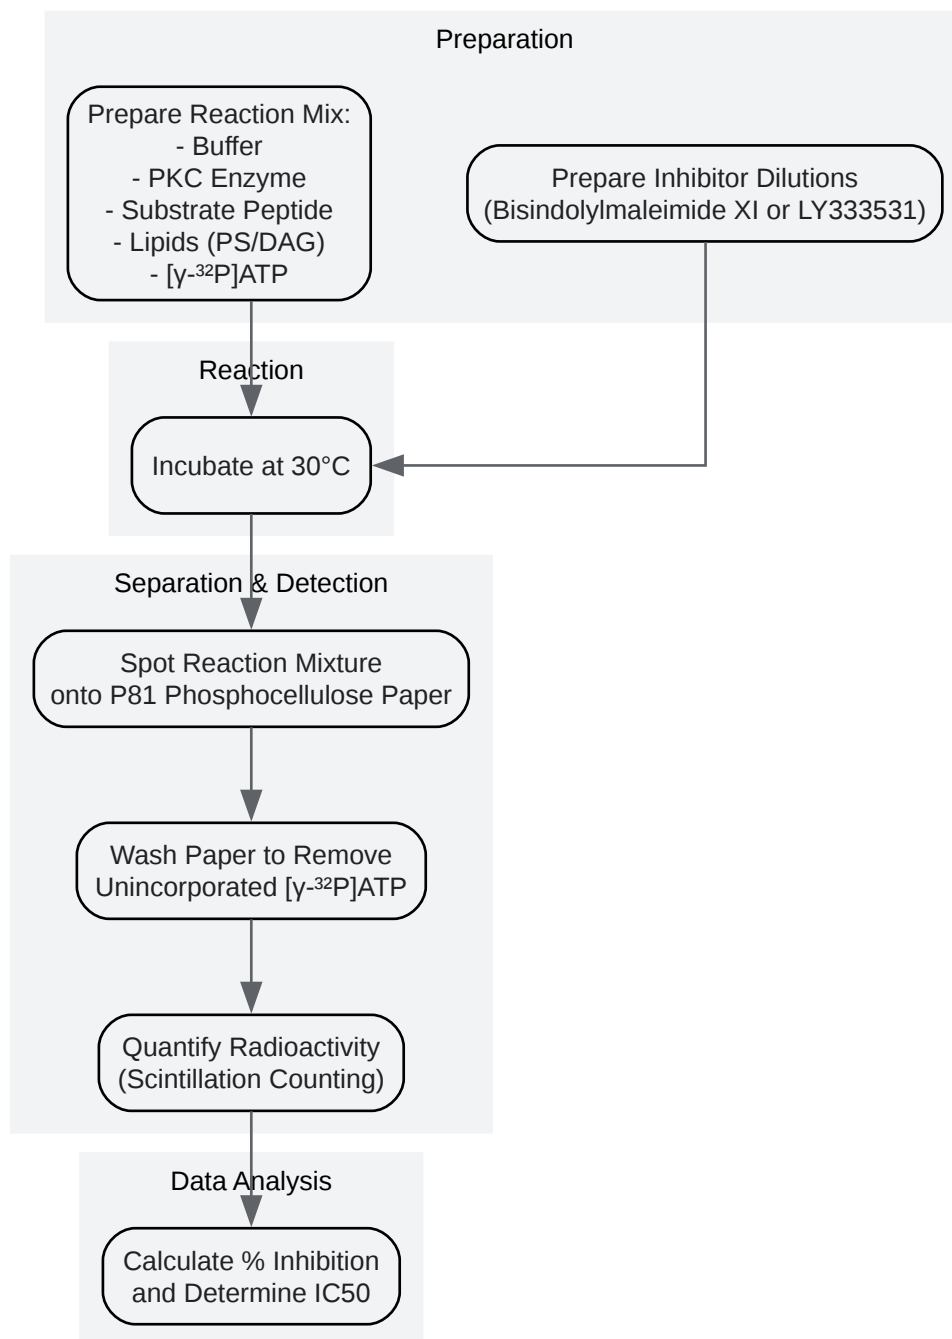 Preparation
Prepare Reaction Mix:
- Buffer
- PKC Enzyme
- Substrate Peptide
- Lipids (PS/DAG)
- [γ-³²P]ATP
Prepare Inhibitor Dilutions
(Bisindolylmaleimide XI or LY333531)
Reaction
Incubate at 30°C
Separation & Detection
Spot Reaction Mixture
onto P81 Phosphocellulose Paper
Wash Paper to Remove
Unincorporated [γ-³²P]ATP
Quantify Radioactivity
(Scintillation Counting)
Data Analysis
Calculate % Inhibition
and Determine IC50